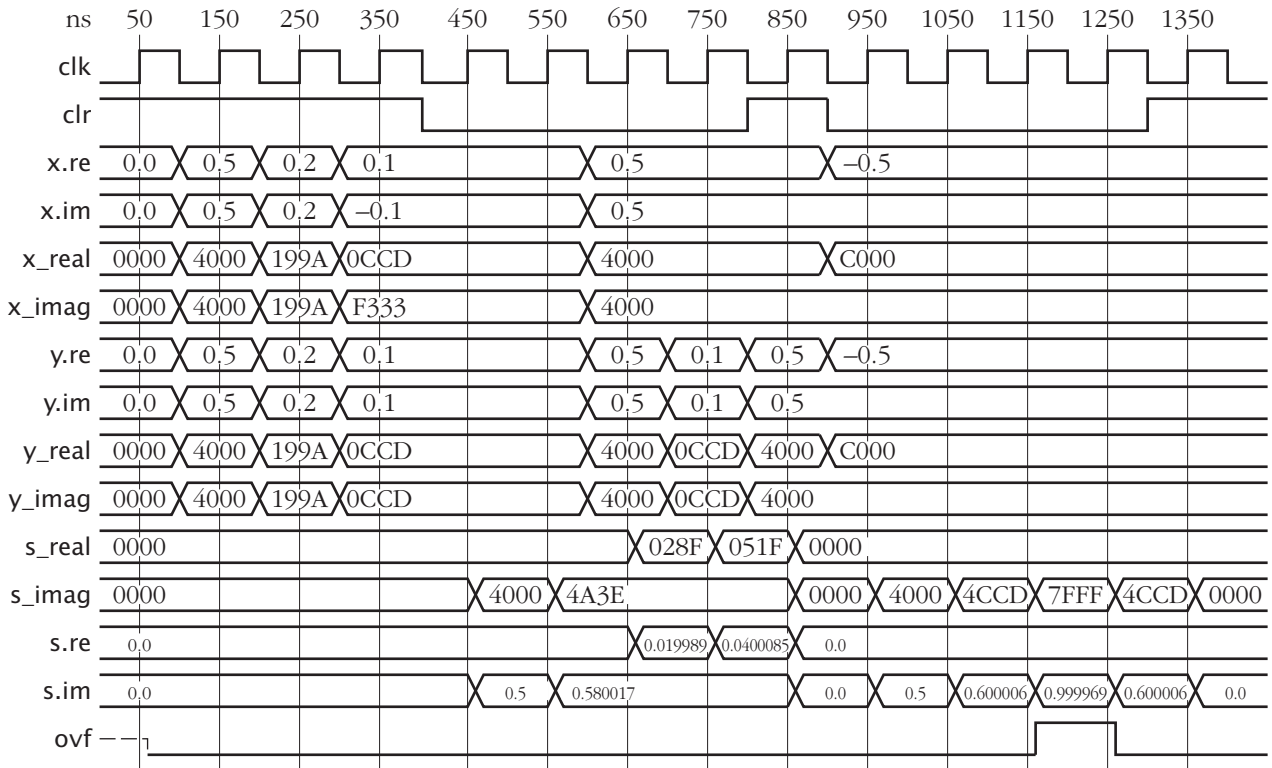 ns 50 150 250 350 450 550 650 750 850 950 1050 1150 1250 1350
clk
clr
x.re 0.0 0.5 0.2 0.1 0.5 –0.5
x.im 0.0 0.5 0.2 –0.1 0.5
x_real 0000 4000 199A 0CCD 4000 C000
x_imag 0000 4000 199A F333 4000
y.re 0.0 0.5 0.2 0.1 0.5 0.1 0.5 –0.5
y.im 0.0 0.5 0.2 0.1 0.5 0.1 0.5
y_real 0000 4000 199A 0CCD 4000 0CCD 4000 C000
y_imag 0000 4000 199A 0CCD 4000 0CCD 4000
s_real 0000 028F 051F 0000
s_imag 0000 4000 4A3E 0000 4000 4CCD 7FFF 4CCD 0000
s.re 0.0 0.019989 0.0400085 0.0
s.im 0.0 0.5 0.580017 0.0 0.5 0.600006 0.999969 0.600006 0.0
ovf